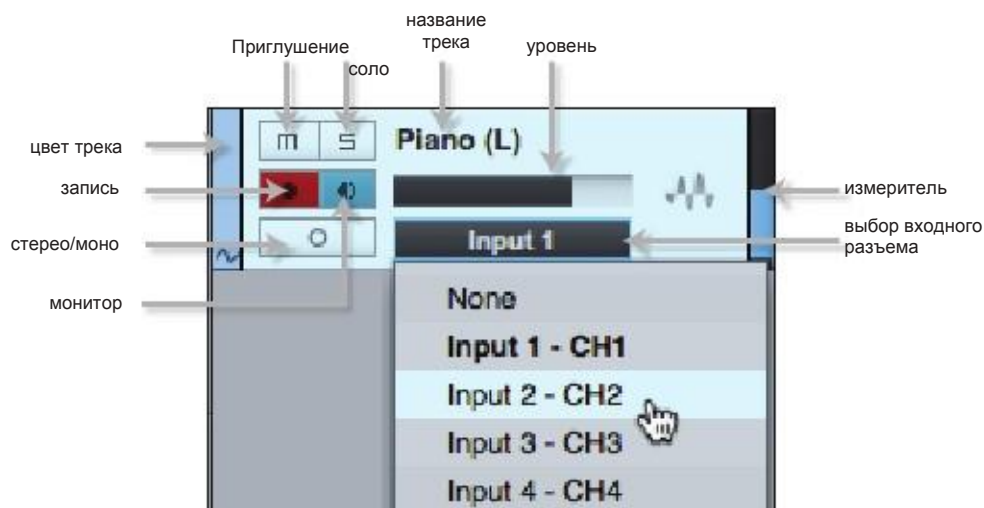 название
трека
Приглушение
соло
уровень
m S Piano (L)
цвет трека
запись
измеритель
стерео/моно
Input 1
выбор входного
разъема
монитор
None
Input 1 - CH1
Input 2 - CH2
Input 3 - CH3
Input 4 - CH4